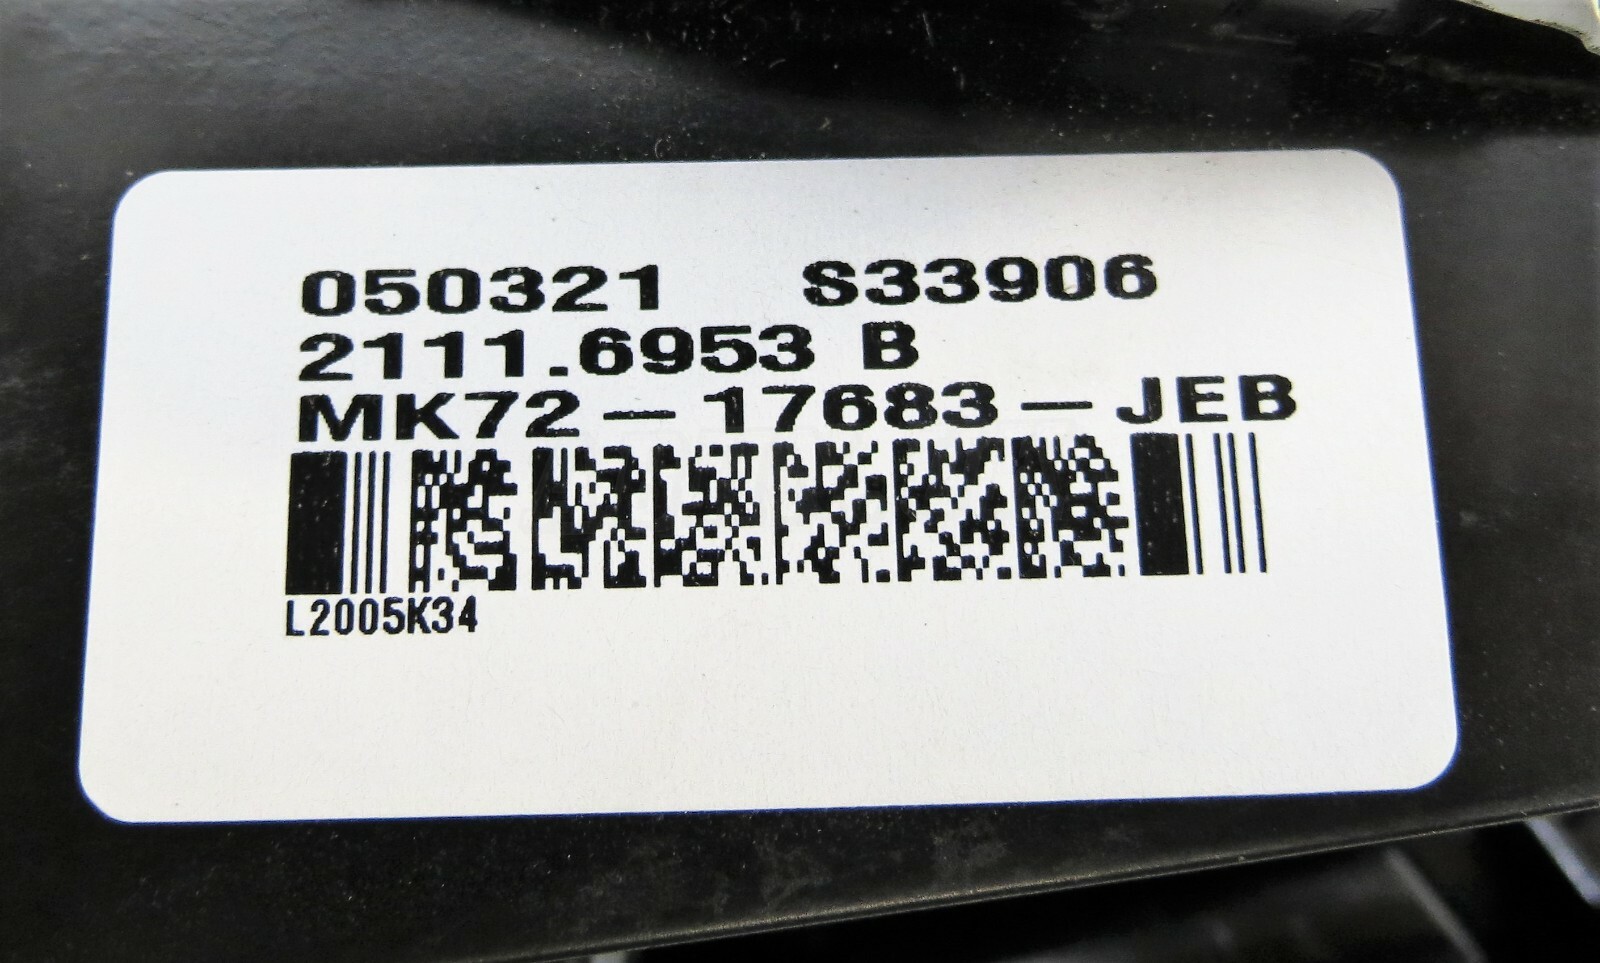 050321 S33906
2111.6953 B
MK72-17683-JEB
L2005K34